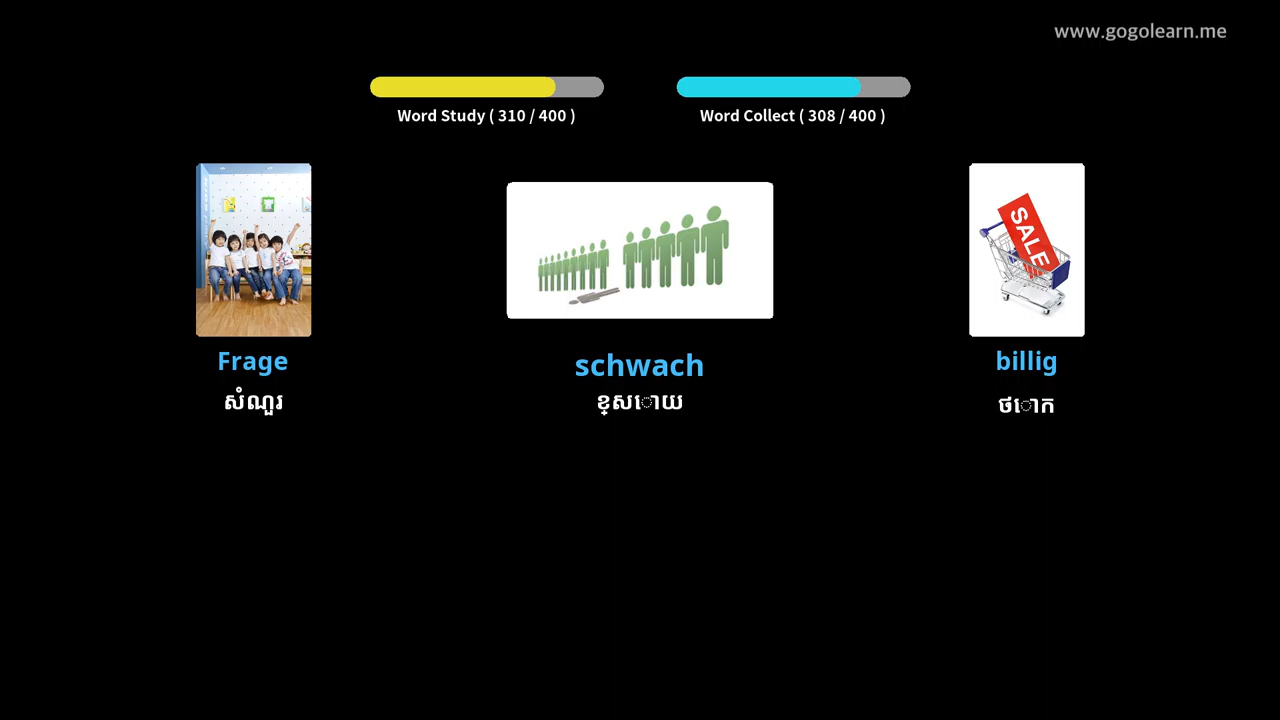 www.gogolearn.me
Word Study ( 310 / 400 )
Word Collect ( 308 / 400 )
SALE
Frage
schwach
billig
សំណួរ
ខ្សោយ
ថោក